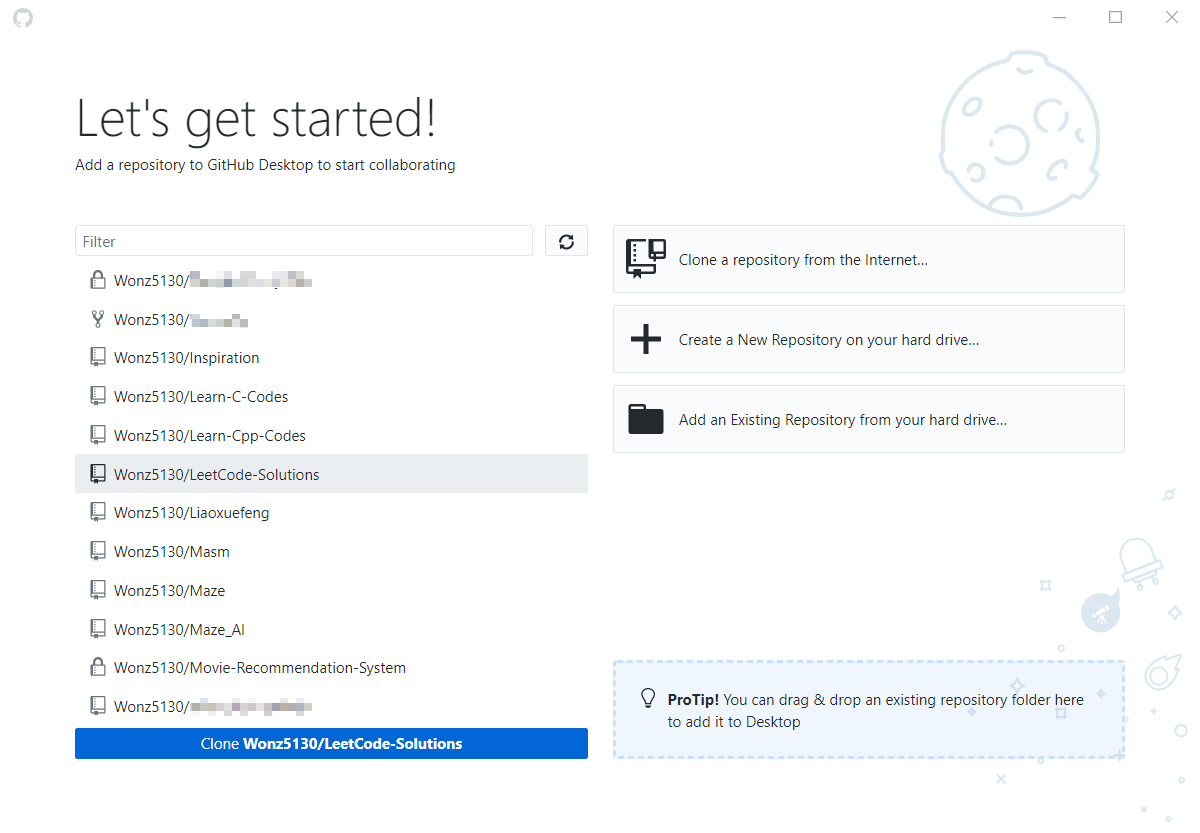 Let's get started!
Add a repository to GitHub Desktop to start collaborating
Filter
Wonz5130/
Wonz5130/
Wonz5130/Inspiration
Wonz5130/Learn-C-Codes
Wonz5130/Learn-Cpp-Codes
Wonz5130/LeetCode-Solutions
Wonz5130/Liaoxuefeng
Wonz5130/Masm
Wonz5130/Maze
Wonz5130/Maze_AI
Wonz5130/Movie-Recommendation-System
Wonz5130/
Clone Wonz5130/LeetCode-Solutions
Clone a repository from the Internet...
Create a New Repository on your hard drive...
Add an Existing Repository from your hard drive...
ProTip! You can drag & drop an existing repository folder here
to add it to Desktop